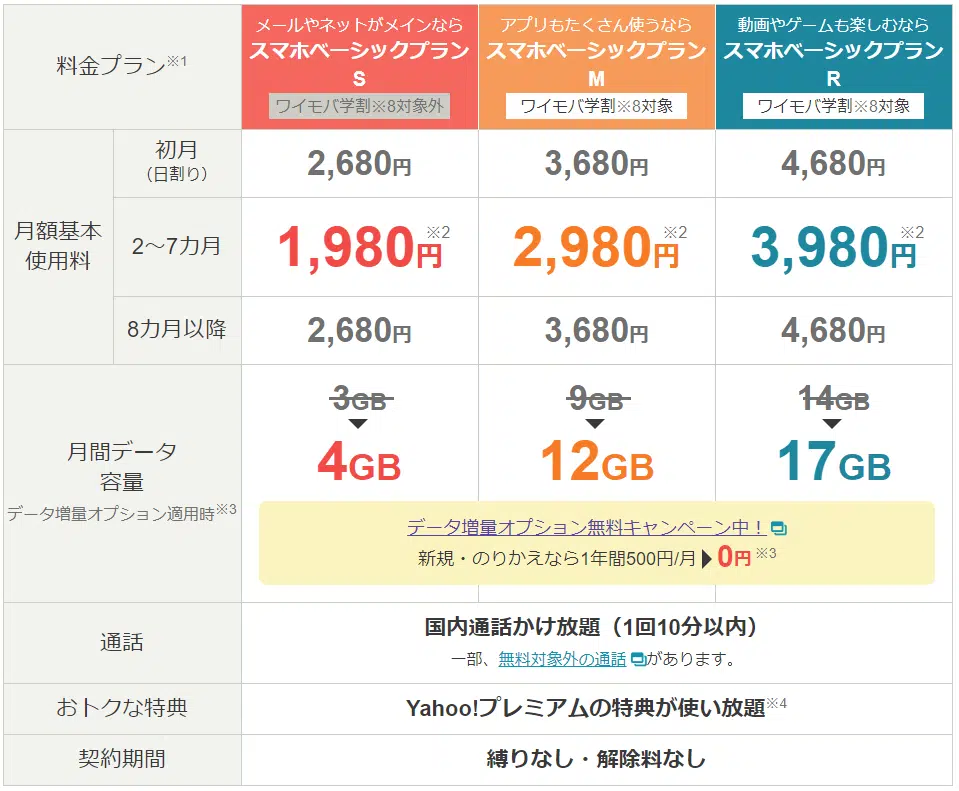 料金プラン※1
メールやネットがメインなら
スマホベーシックプラン
S
ワイモバ学割※8対象外
アプリもたくさん使うなら
スマホベーシックプラン
M
ワイモバ学割※8対象
動画やゲームも楽しむなら
スマホベーシックプラン
R
ワイモバ学割※8対象
月額基本
使用料
初月
（日割り）
2,680円
3,680円
4,680円
2～7カ月
1,980円※2
2,980円※2
3,980円※2
8カ月以降
2,680円
3,680円
4,680円
月間データ
容量
データ増量オプション適用時※3
3GB
4GB
9GB
12GB
14GB
17GB
データ増量オプション無料キャンペーン中！
新規・のりかえなら1年間500円/月▶0円※3
通話
国内通話かけ放題（1回10分以内）
一部、無料対象外の通話があります。
おトクな特典
Yahoo!プレミアムの特典が使い放題※4
契約期間
縛りなし・解除料なし